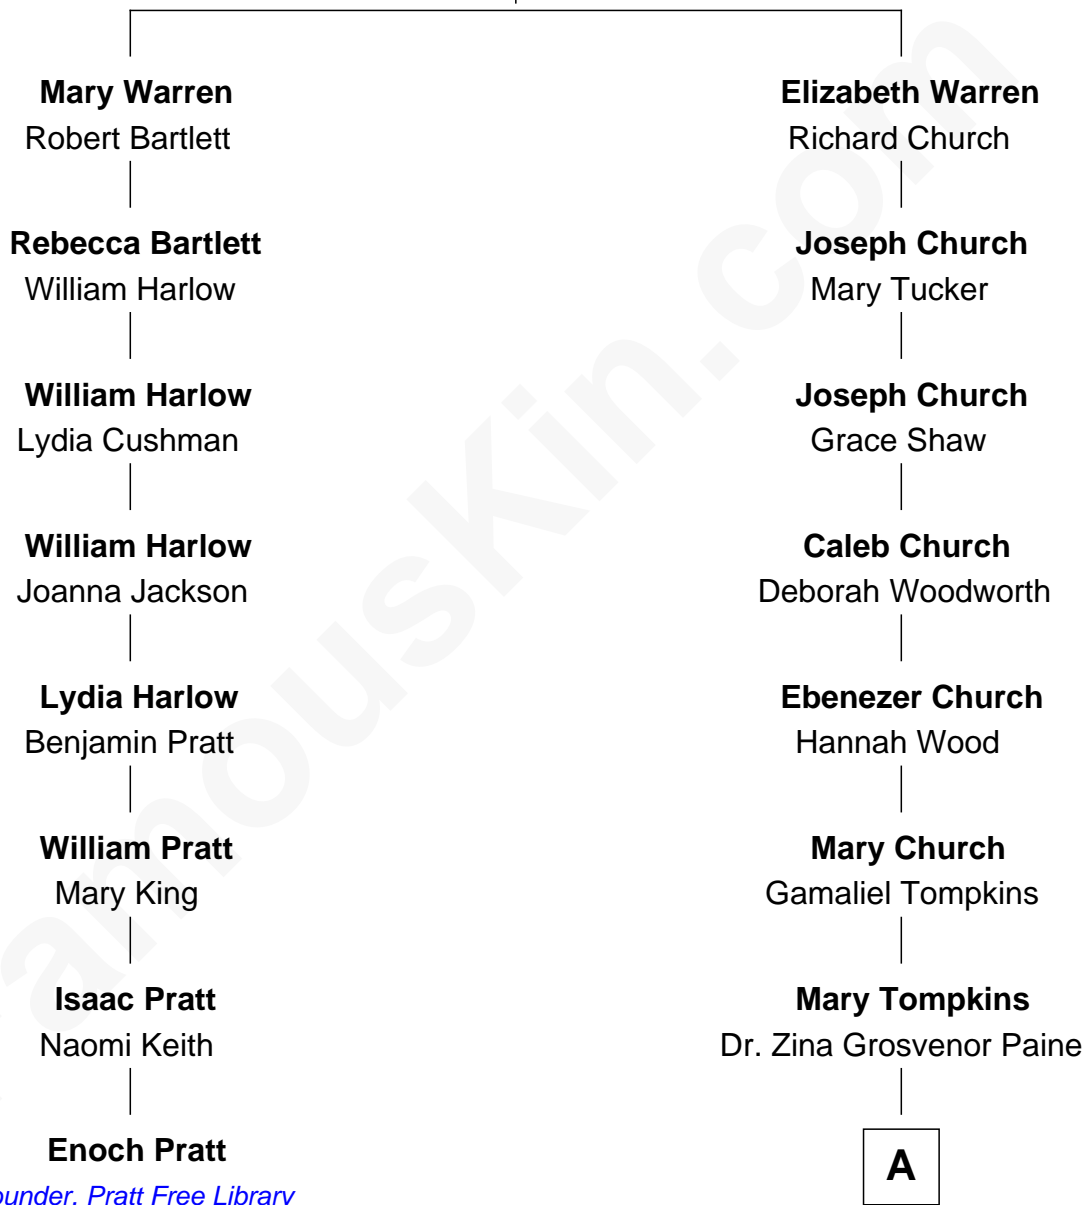 Mary Warren
Robert Bartlett
Elizabeth Warren
Richard Church
Rebecca Bartlett
William Harlow
Joseph Church
Mary Tucker
William Harlow
Lydia Cushman
Joseph Church
Grace Shaw
William Harlow
Joanna Jackson
Caleb Church
Deborah Woodworth
Lydia Harlow
Benjamin Pratt
Ebenezer Church
Hannah Wood
William Pratt
Mary King
Mary Church
Gamaliel Tompkins
Isaac Pratt
Naomi Keith
Mary Tompkins
Dr. Zina Grosvenor Paine
Enoch Pratt
Pratt Free Library
A
amouskin.com